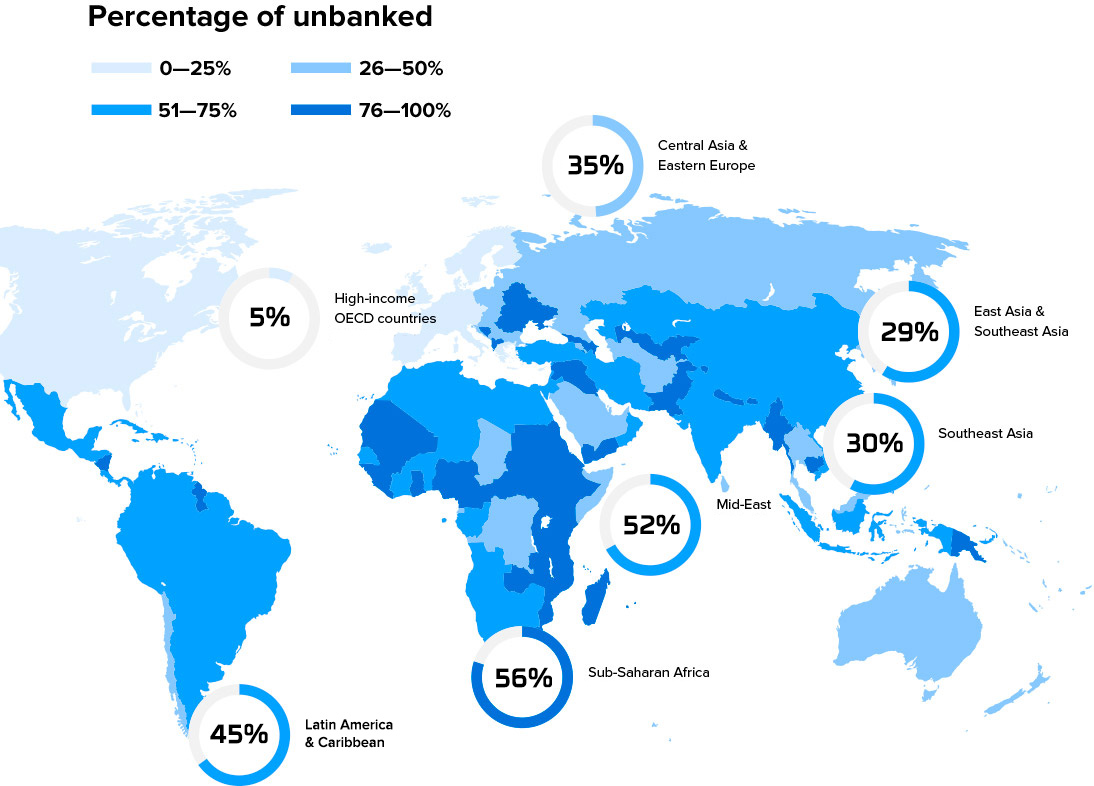 Percentage of unbanked
0—25%
26—50%
51—75%
76—100%
35%
Central Asia &
Eastern Europe
5%
High-income
OECD countries
29%
East Asia &
Southeast Asia
30%
Southeast Asia
52%
Mid-East
56%
Sub-Saharan Africa
45%
Latin America
& Caribbean